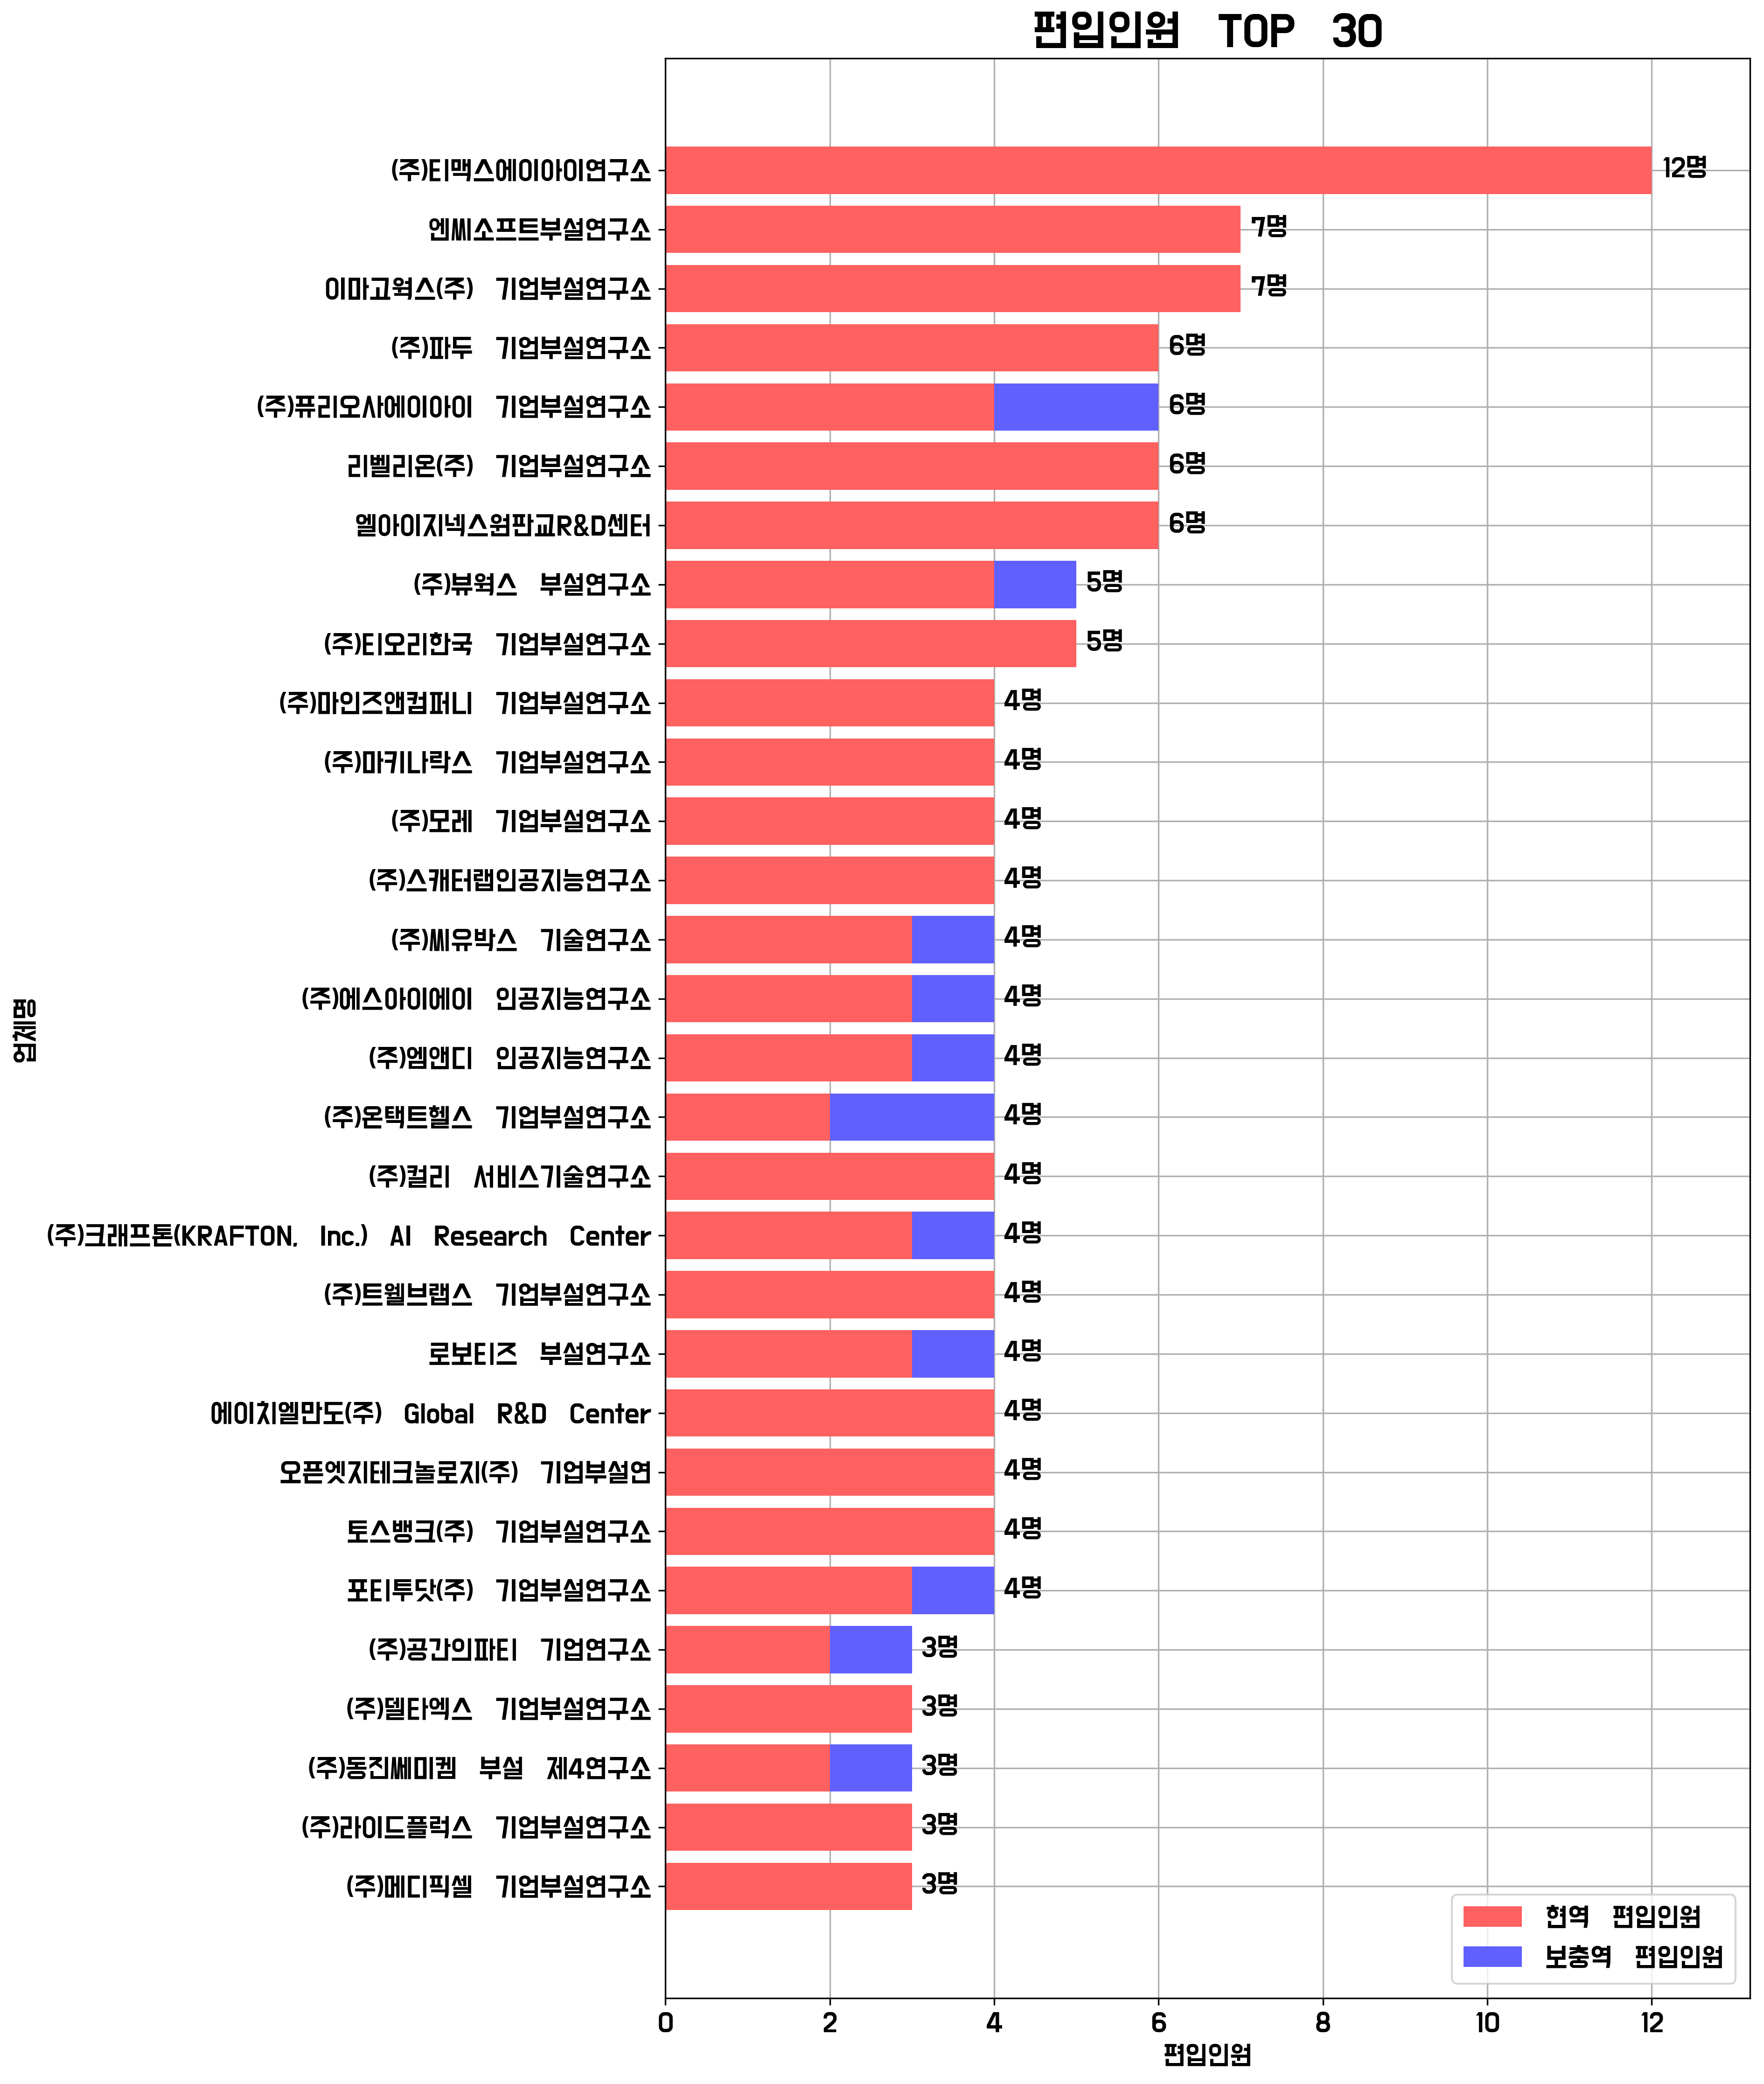 편입인원 TOP 30
(주)티맥스에이아이연구소 12명
엔씨소프트부설연구소 7명
이마고웍스(주) 기업부설연구소 7명
(주)파두 기업부설연구소 6명
(주)퓨리오사에이아이 기업부설연구소 6명
리벨리온(주) 기업부설연구소 6명
엘아이지넥스원판교R&D센터 6명
(주)뷰웍스 부설연구소 5명
(주)티오리한국 기업부설연구소 5명
(주)마인즈앤컴퍼니 기업부설연구소 4명
(주)마키나락스 기업부설연구소 4명
(주)모레 기업부설연구소 4명
(주)스캐터랩인공지능연구소 4명
(주)씨유박스 기술연구소 4명
(주)에스아이에이 인공지능연구소 4명
(주)엠앤디 인공지능연구소 4명
(주)온택트헬스 기업부설연구소 4명
(주)컬리 서비스기술연구소 4명
(주)크래프톤(KRAFTON, Inc.) AI Research Center 4명
(주)트웰브랩스 기업부설연구소 4명
로보티즈 부설연구소 4명
에이치엘만도(주) Global R&D Center 4명
오픈엣지테크놀로지(주) 기업부설연 4명
토스뱅크(주) 기업부설연구소 4명
포티투닷(주) 기업부설연구소 4명
(주)공간의파티 기업연구소 3명
(주)델타엑스 기업부설연구소 3명
(주)동진쎄미켐 부설 제4연구소 3명
(주)라이드플럭스 기업부설연구소 3명
(주)메디픽셀 기업부설연구소 3명
업체명
현역 편입인원
보충역 편입인원
0 2 4 6 8 10 12
편입인원